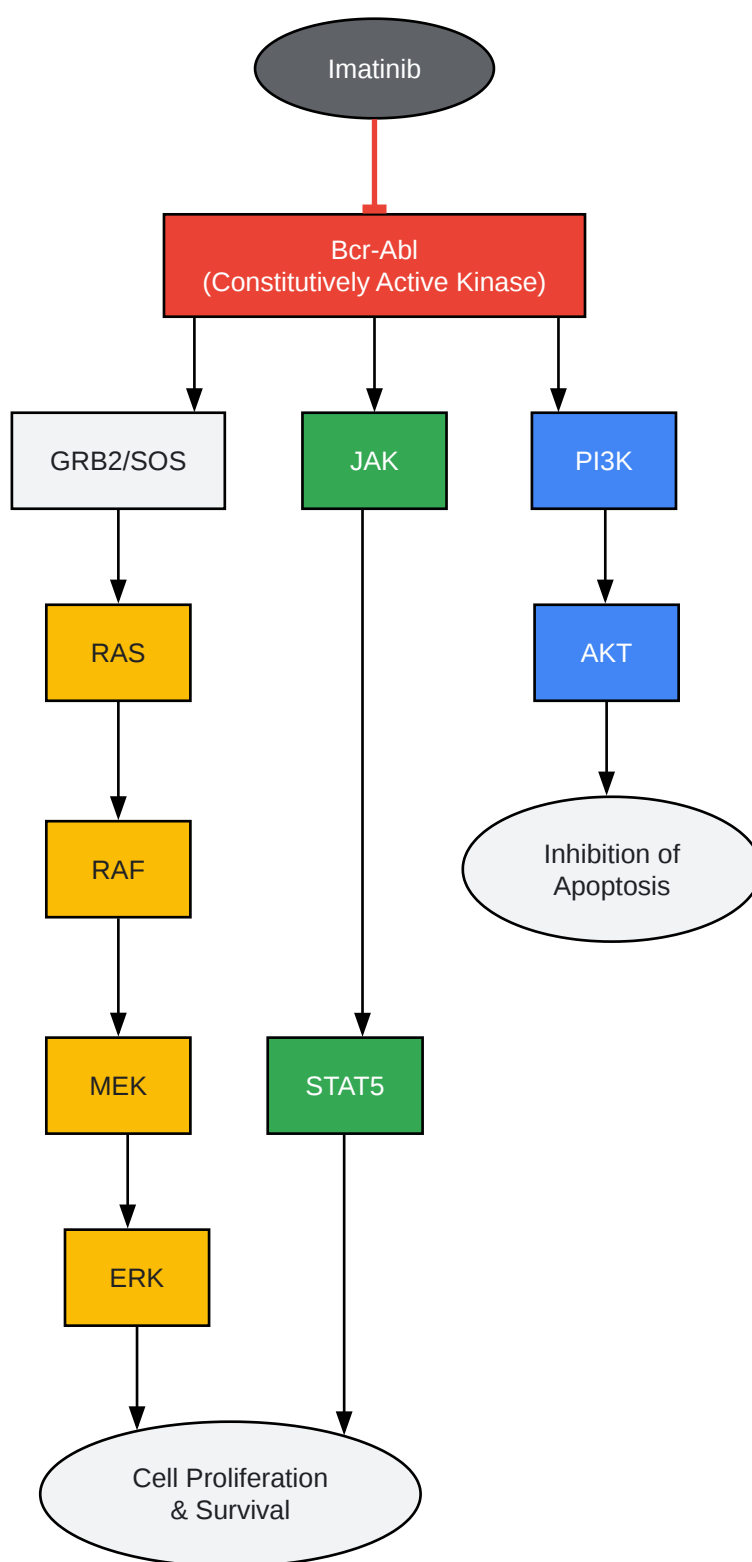 Imatinib
Bcr-Abl
(Constitutively Active Kinase)
GRB2/SOS
JAK
PI3K
RAS
AKT
RAF
Inhibition of
Apoptosis
MEK
STAT5
ERK
Cell Proliferation
& Survival